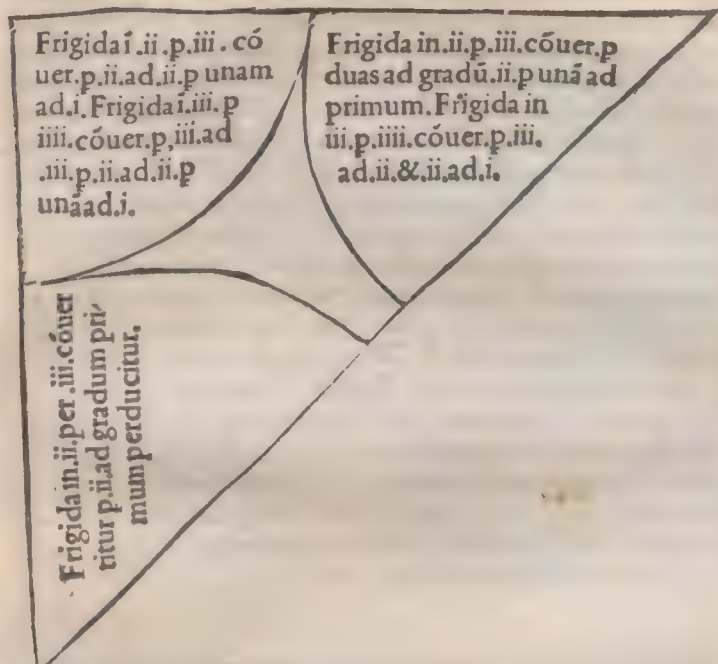 Frigida í.ii.p.iii. có
uer.p.ii.ad.ii.p unam
ad.i. Frigida í.iii.p
iiii.cóuer.p,iii.ad
.iii.p.ii.ad.ii.p
unã ad.i.
Frigida in.ii.p.iii.cóuer.p
duas ad gradũ.ii.p unã ad
primum. Frigida in
iii.p.iiii.cóuer.p.iii.
ad.ii.&.ii.ad.i.
Frigida in.ii.per.iii.cóuer
titur p.ii.ad gradum pri/
mum perducitur.